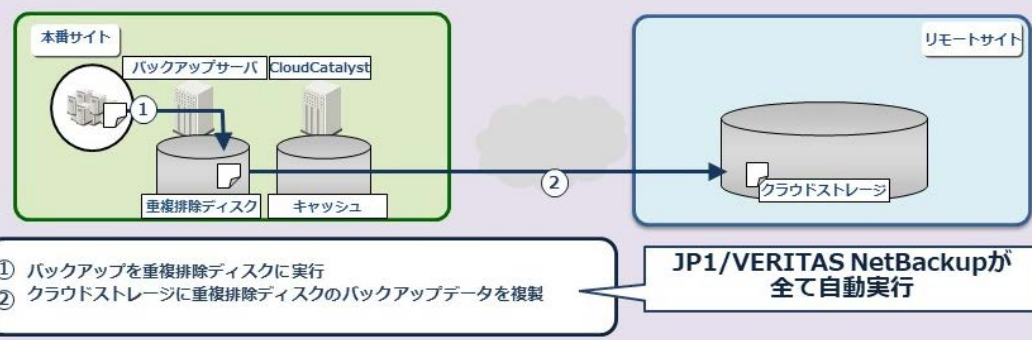 本番サイト
リモートサイト
バックアップサーバ
CloudCatalyst
①
②
重複排除ディスク
キャッシュ
クラウドストレージ
① バックアップを重複排除ディスクに実行
② クラウドストレージに重複排除ディスクのバックアップデータを複製
JP1/VERITAS NetBackupが
全て自動実行